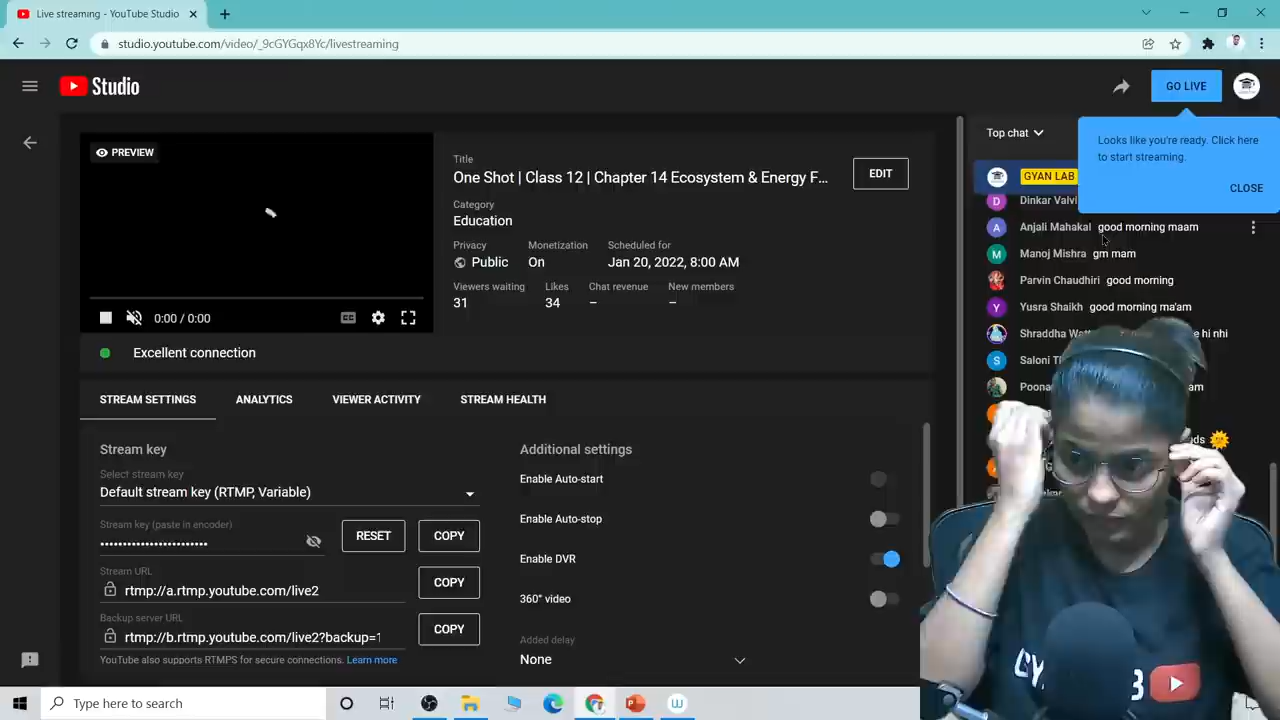 Live streaming - YouTube Studio
studio.youtube.com/video/_9cGYGqx8Yc/livestreaming
Studio
GO LIVE
PREVIEW
Title
One Shot | Class 12 | Chapter 14 Ecosystem & Energy F...
EDIT
Category
Education
Privacy
Public
Monetization
On
Scheduled for
Jan 20, 2022, 8:00 AM
Viewers waiting
31
Likes
34
Chat revenue
–
New members
–
0:00 / 0:00
Excellent connection
STREAM SETTINGS
ANALYTICS
VIEWER ACTIVITY
STREAM HEALTH
Stream key
Select stream key
Default stream key (RTMP, Variable)
Stream key (paste in encoder)
RESET
COPY
Stream URL
rtmp://a.rtmp.youtube.com/live2
COPY
Backup server URL
rtmp://b.rtmp.youtube.com/live2?backup=1
COPY
YouTube also supports RTMPS for secure connections. Learn more
Additional settings
Enable Auto-start
Enable Auto-stop
Enable DVR
360° video
Added delay
None
Top chat
Looks like you're ready. Click here
to start streaming.
CLOSE
GYAN LAB
Dinkar Valvi
Anjali Mahakal good morning maam
Manoj Mishra gm mam
Parvin Chaudhiri good morning
Yusra Shaikh good morning ma'am
Shraddha hi nhi
Saloni
Type here to search